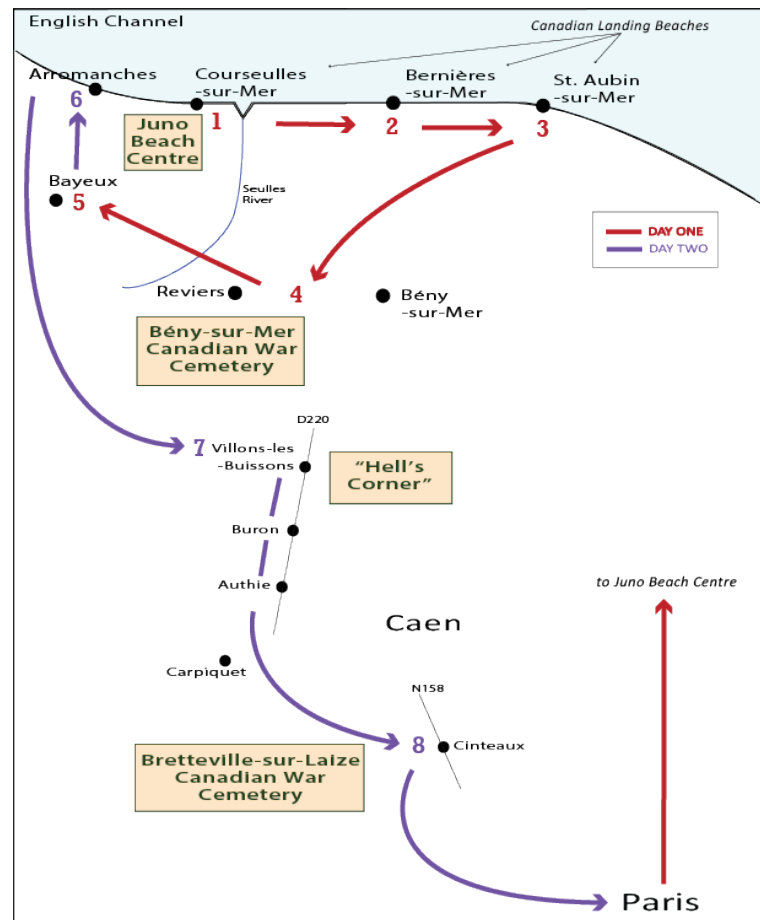 English Channel
Canadian Landing Beaches
Arromanches
Courseulles
-sur-Mer
Bernières
-sur-Mer
St. Aubin
-sur-Mer
6
1
2
3
Juno
Beach
Centre
Bayeux
5
Seulles
River
DAY ONE
DAY TWO
Reviers
4
Bény
-sur-Mer
Bény-sur-Mer
Canadian War
Cemetery
D220
7
Villons-les
-Buissons
"Hell's
Corner"
Buron
Authie
to Juno Beach Centre
Caen
Carpiquet
N158
8
Cinteaux
Bretteville-sur-Laize
Canadian War
Cemetery
Paris